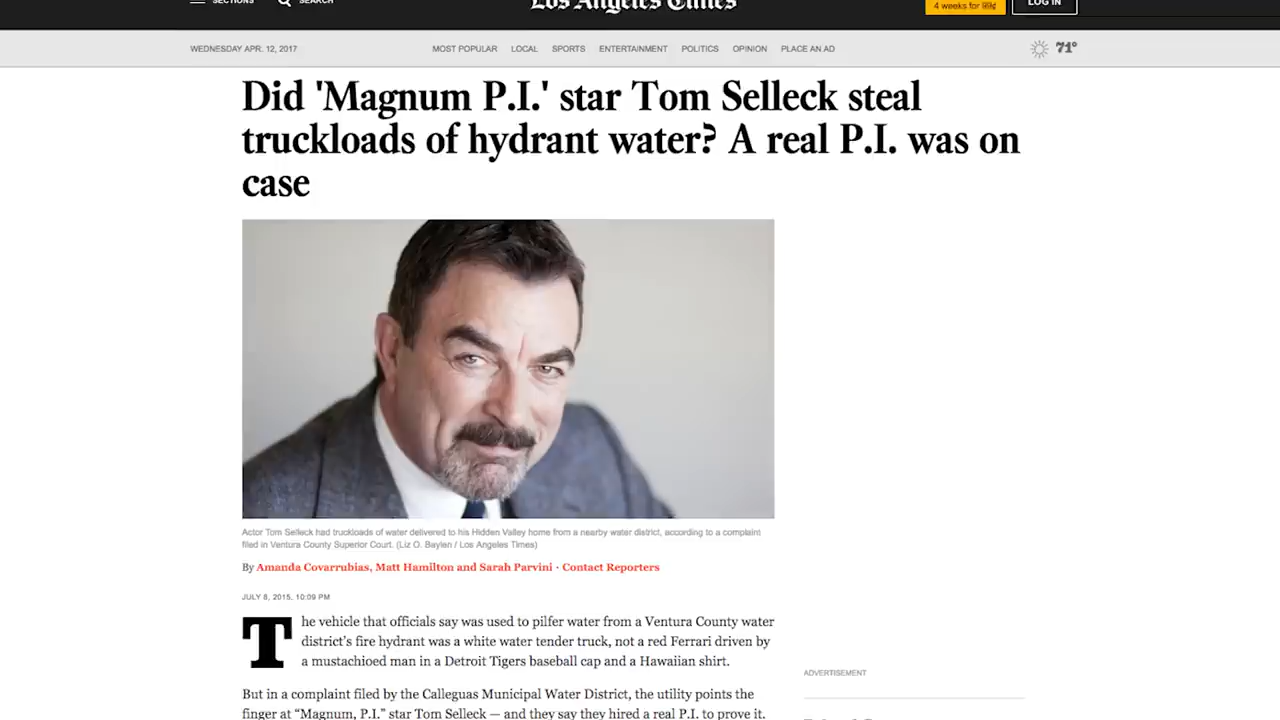 SECTIONS
SEARCH
Los Angeles Times
4 weeks for
LOG IN
WEDNESDAY APR. 12, 2017
MOST POPULAR LOCAL SPORTS ENTERTAINMENT POLITICS OPINION PLACE AN AD
71°
Did 'Magnum P.I.' star Tom Selleck steal
truckloads of hydrant water? A real P.I. was on
case
Actor Tom Selleck had truckloads of water delivered to his Hidden Valley home from a nearby water district, according to a complaint
filed in Ventura County Superior Court. (Liz O. Baylen / Los Angeles Times)
By Amanda Covarrubias, Matt Hamilton and Sarah Parvini · Contact Reporters
JULY 8, 2015, 10:09 PM
The vehicle that officials say was used to pilfer water from a Ventura County water
district's fire hydrant was a white water tender truck, not a red Ferrari driven by
a mustachioed man in a Detroit Tigers baseball cap and a Hawaiian shirt.
ADVERTISEMENT
But in a complaint filed by the Calleguas Municipal Water District, the utility points the
finger at “Magnum, P.I.” star Tom Selleck — and they say they hired a real P.I. to prove it.